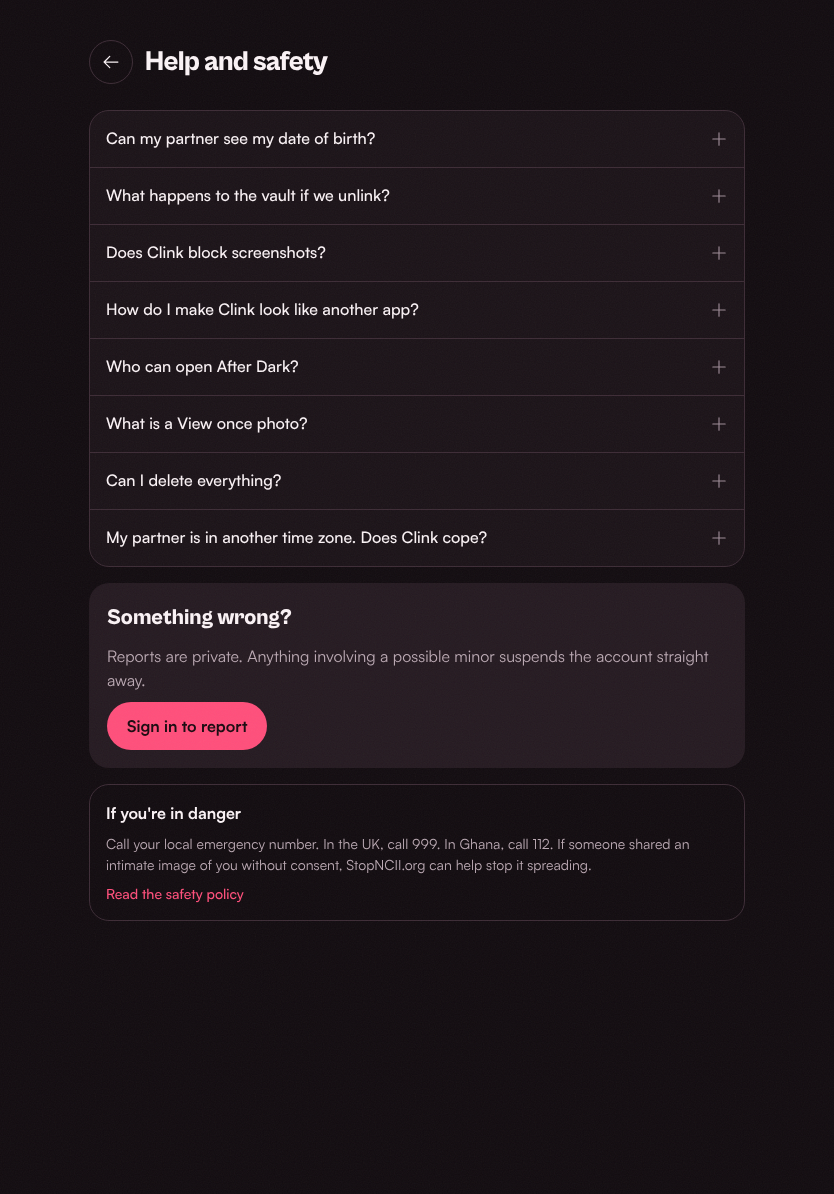 Help and safety
Can my partner see my date of birth?
What happens to the vault if we unlink?
Does Clink block screenshots?
How do I make Clink look like another app?
Who can open After Dark?
What is a View once photo?
Can I delete everything?
My partner is in another time zone. Does Clink cope?
Something wrong?
Reports are private. Anything involving a possible minor suspends the account straight
away.
Sign in to report
If you're in danger
Call your local emergency number. In the UK, call 999. In Ghana, call 112. If someone shared an
intimate image of you without consent, StopNCII.org can help stop it spreading.
Read the safety policy